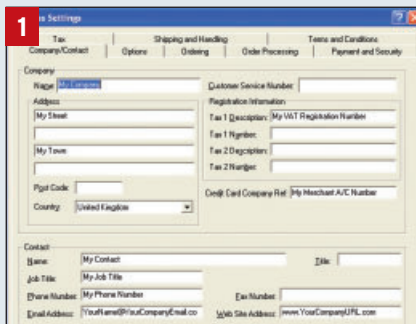 1
Settings
Tax Shipping and Handling Terms and Conditions
Company/Contact Options Ordering Order Processing Payment and Security
Company
Name: My Company Customer Service Number:
Address Registration Information
My Street Tax 1 Description: My VAT Registration Number
Tax 1 Number:
My Town Tax 2 Description:
Tax 2 Number:
Post Code:
Credit Card Company Ref: My Merchant A/C Number
Country: United Kingdom
Contact
Name: My Contact Title:
Job Title: My Job Title
Phone Number: My Phone Number Fax Number:
Email Address: YourName@YourCompanyEmail.co Web Site Address: www.YourCompanyURL.com